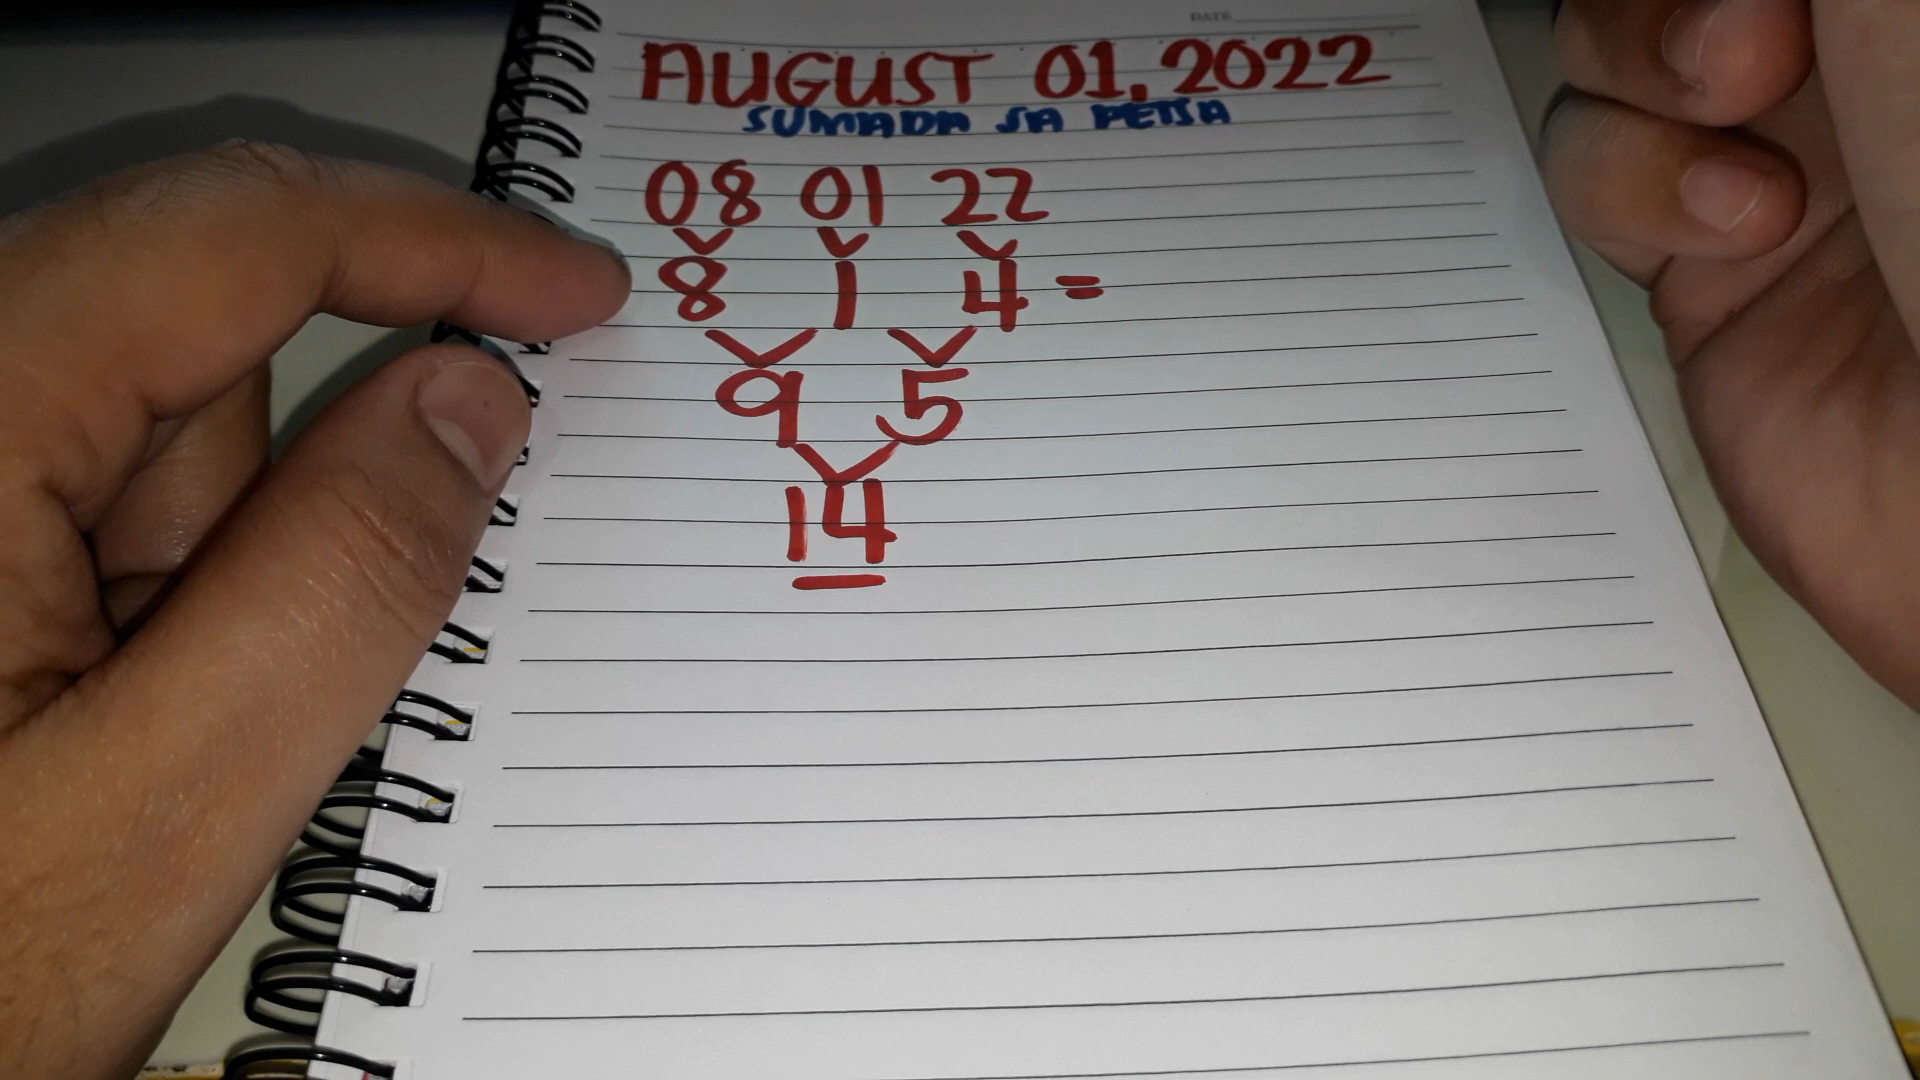 DATE
AUGUST 01, 2022
SUMADA SA PETSA
08 01 22
8 1 4 =
9 5
14